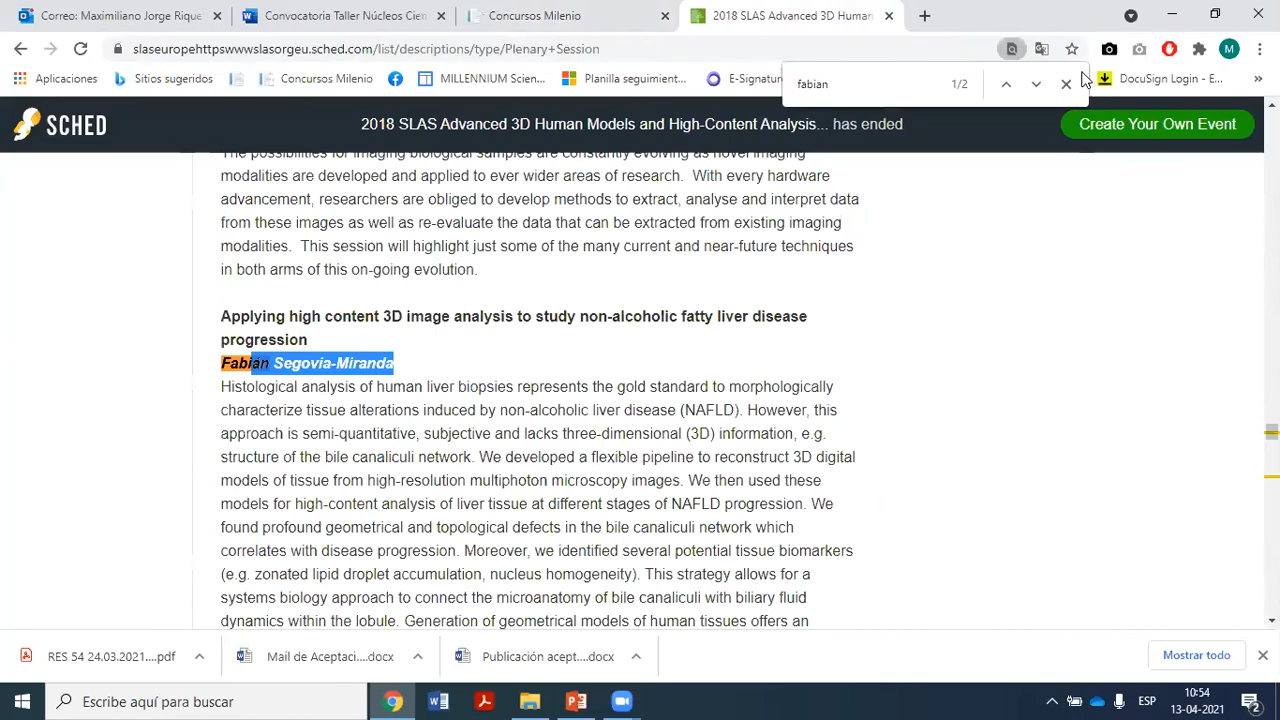 Correo: Maximiliano Jorge Rique
Convocatoria Taller Núcleos Cie
Concursos Milenio
2018 SLAS Advanced 3D Human
M
slaseuropehttpswwwslasorgeu.sched.com/list/descriptions/type/Plenary+Session
Aplicaciones
Sitios sugeridos
Concursos Milenio
MILLENNIUM Scien...
Planilla seguimient...
E-Signatu
DocuSign Login - E...
»
fabian
1/2
SCHED
2018 SLAS Advanced 3D Human Models and High-Content Analysis... has ended
Create Your Own Event
The possibilities for imaging biological samples are constantly evolving as novel imaging
modalities are developed and applied to ever wider areas of research.  With every hardware
advancement, researchers are obliged to develop methods to extract, analyse and interpret data
from these images as well as re-evaluate the data that can be extracted from existing imaging
modalities.  This session will highlight just some of the many current and near-future techniques
in both arms of this on-going evolution.
Applying high content 3D image analysis to study non-alcoholic fatty liver disease
progression
Fabián Segovia-Miranda
Histological analysis of human liver biopsies represents the gold standard to morphologically
characterize tissue alterations induced by non-alcoholic liver disease (NAFLD). However, this
approach is semi-quantitative, subjective and lacks three-dimensional (3D) information, e.g.
structure of the bile canaliculi network. We developed a flexible pipeline to reconstruct 3D digital
models of tissue from high-resolution multiphoton microscopy images. We then used these
models for high-content analysis of liver tissue at different stages of NAFLD progression. We
found profound geometrical and topological defects in the bile canaliculi network which
correlates with disease progression. Moreover, we identified several potential tissue biomarkers
(e.g. zonated lipid droplet accumulation, nucleus homogeneity). This strategy allows for a
systems biology approach to connect the microanatomy of bile canaliculi with biliary fluid
dynamics within the lobule. Generation of geometrical models of human tissues offers an
RES 54 24.03.2021....pdf
Mail de Aceptaci....docx
Publicación acept....docx
Mostrar todo
Escribe aquí para buscar
ESP
10:54
13-04-2021
2